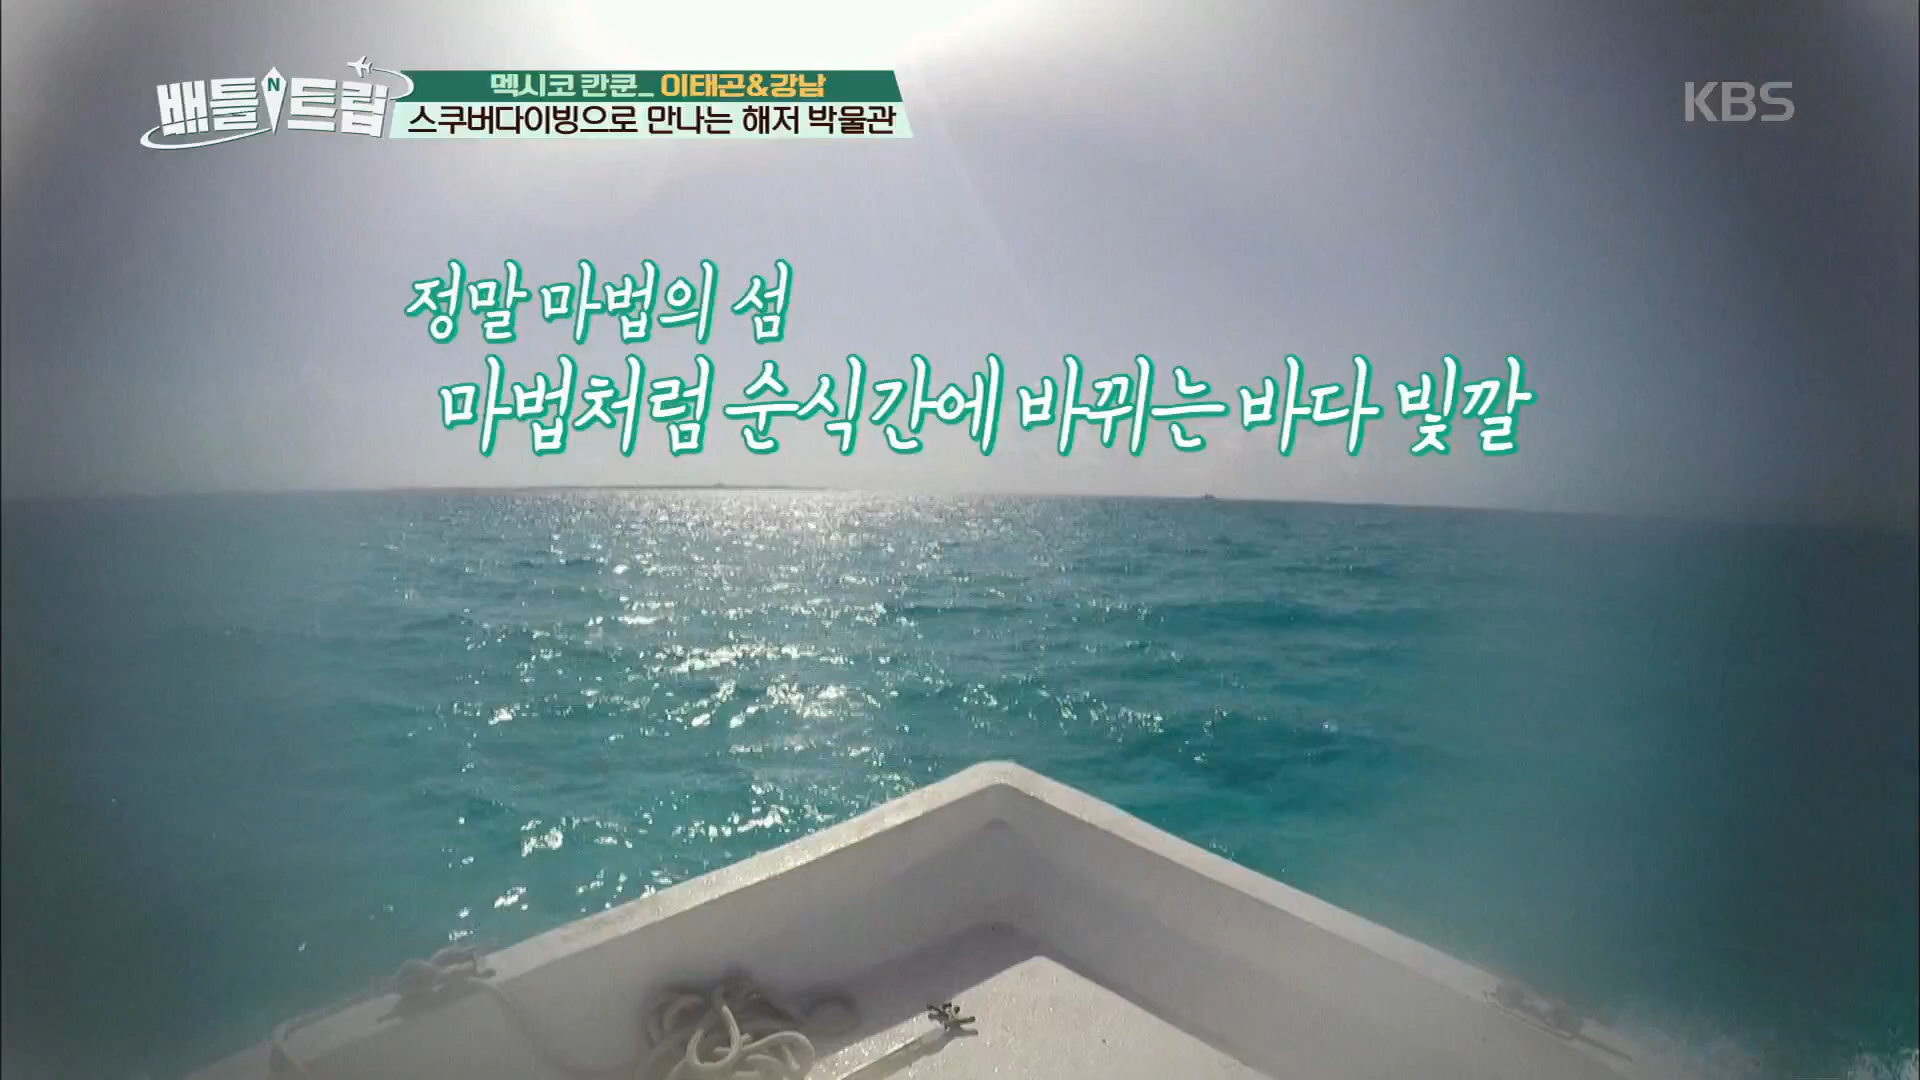 배틀트립
멕시코 칸쿤_ 이태곤&강남
스쿠버다이빙으로 만나는 해저 박물관
KBS
N
정말 마법의 섬
마법처럼 순식간에 바뀌는 바다 빛깔